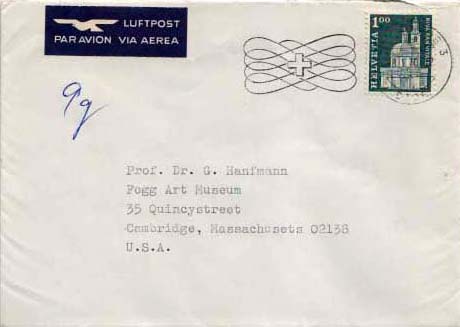 LUFTPOST
PAR AVION VIA AEREA
1.00
HELVETIA
9g
Prof. Dr. G. Hanfmann
Fogg Art Museum
35 Quincystreet
Cambridge, Massachusets 02138
U.S.A.